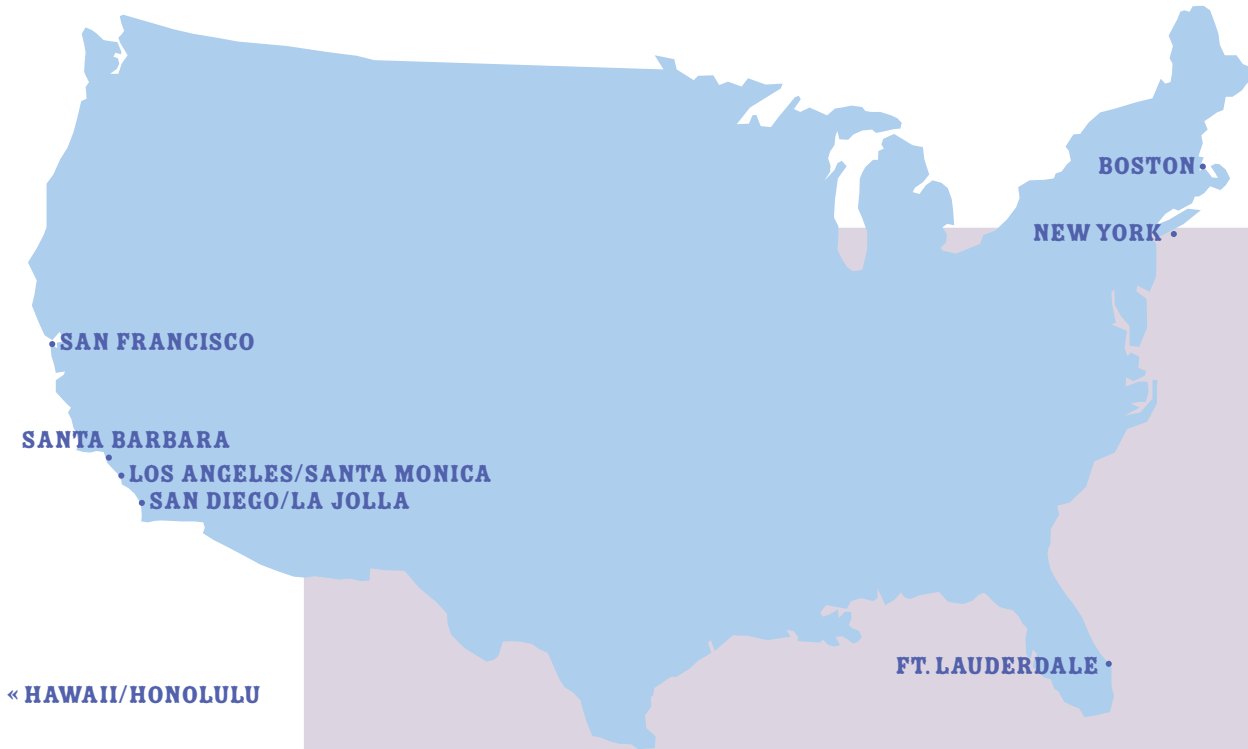 BOSTON
NEW YORK
SAN FRANCISCO
SANTA BARBARA
LOS ANGELES/SANTA MONICA
SAN DIEGO/LA JOLLA
FT. LAUDERDALE
« HAWAII/HONOLULU